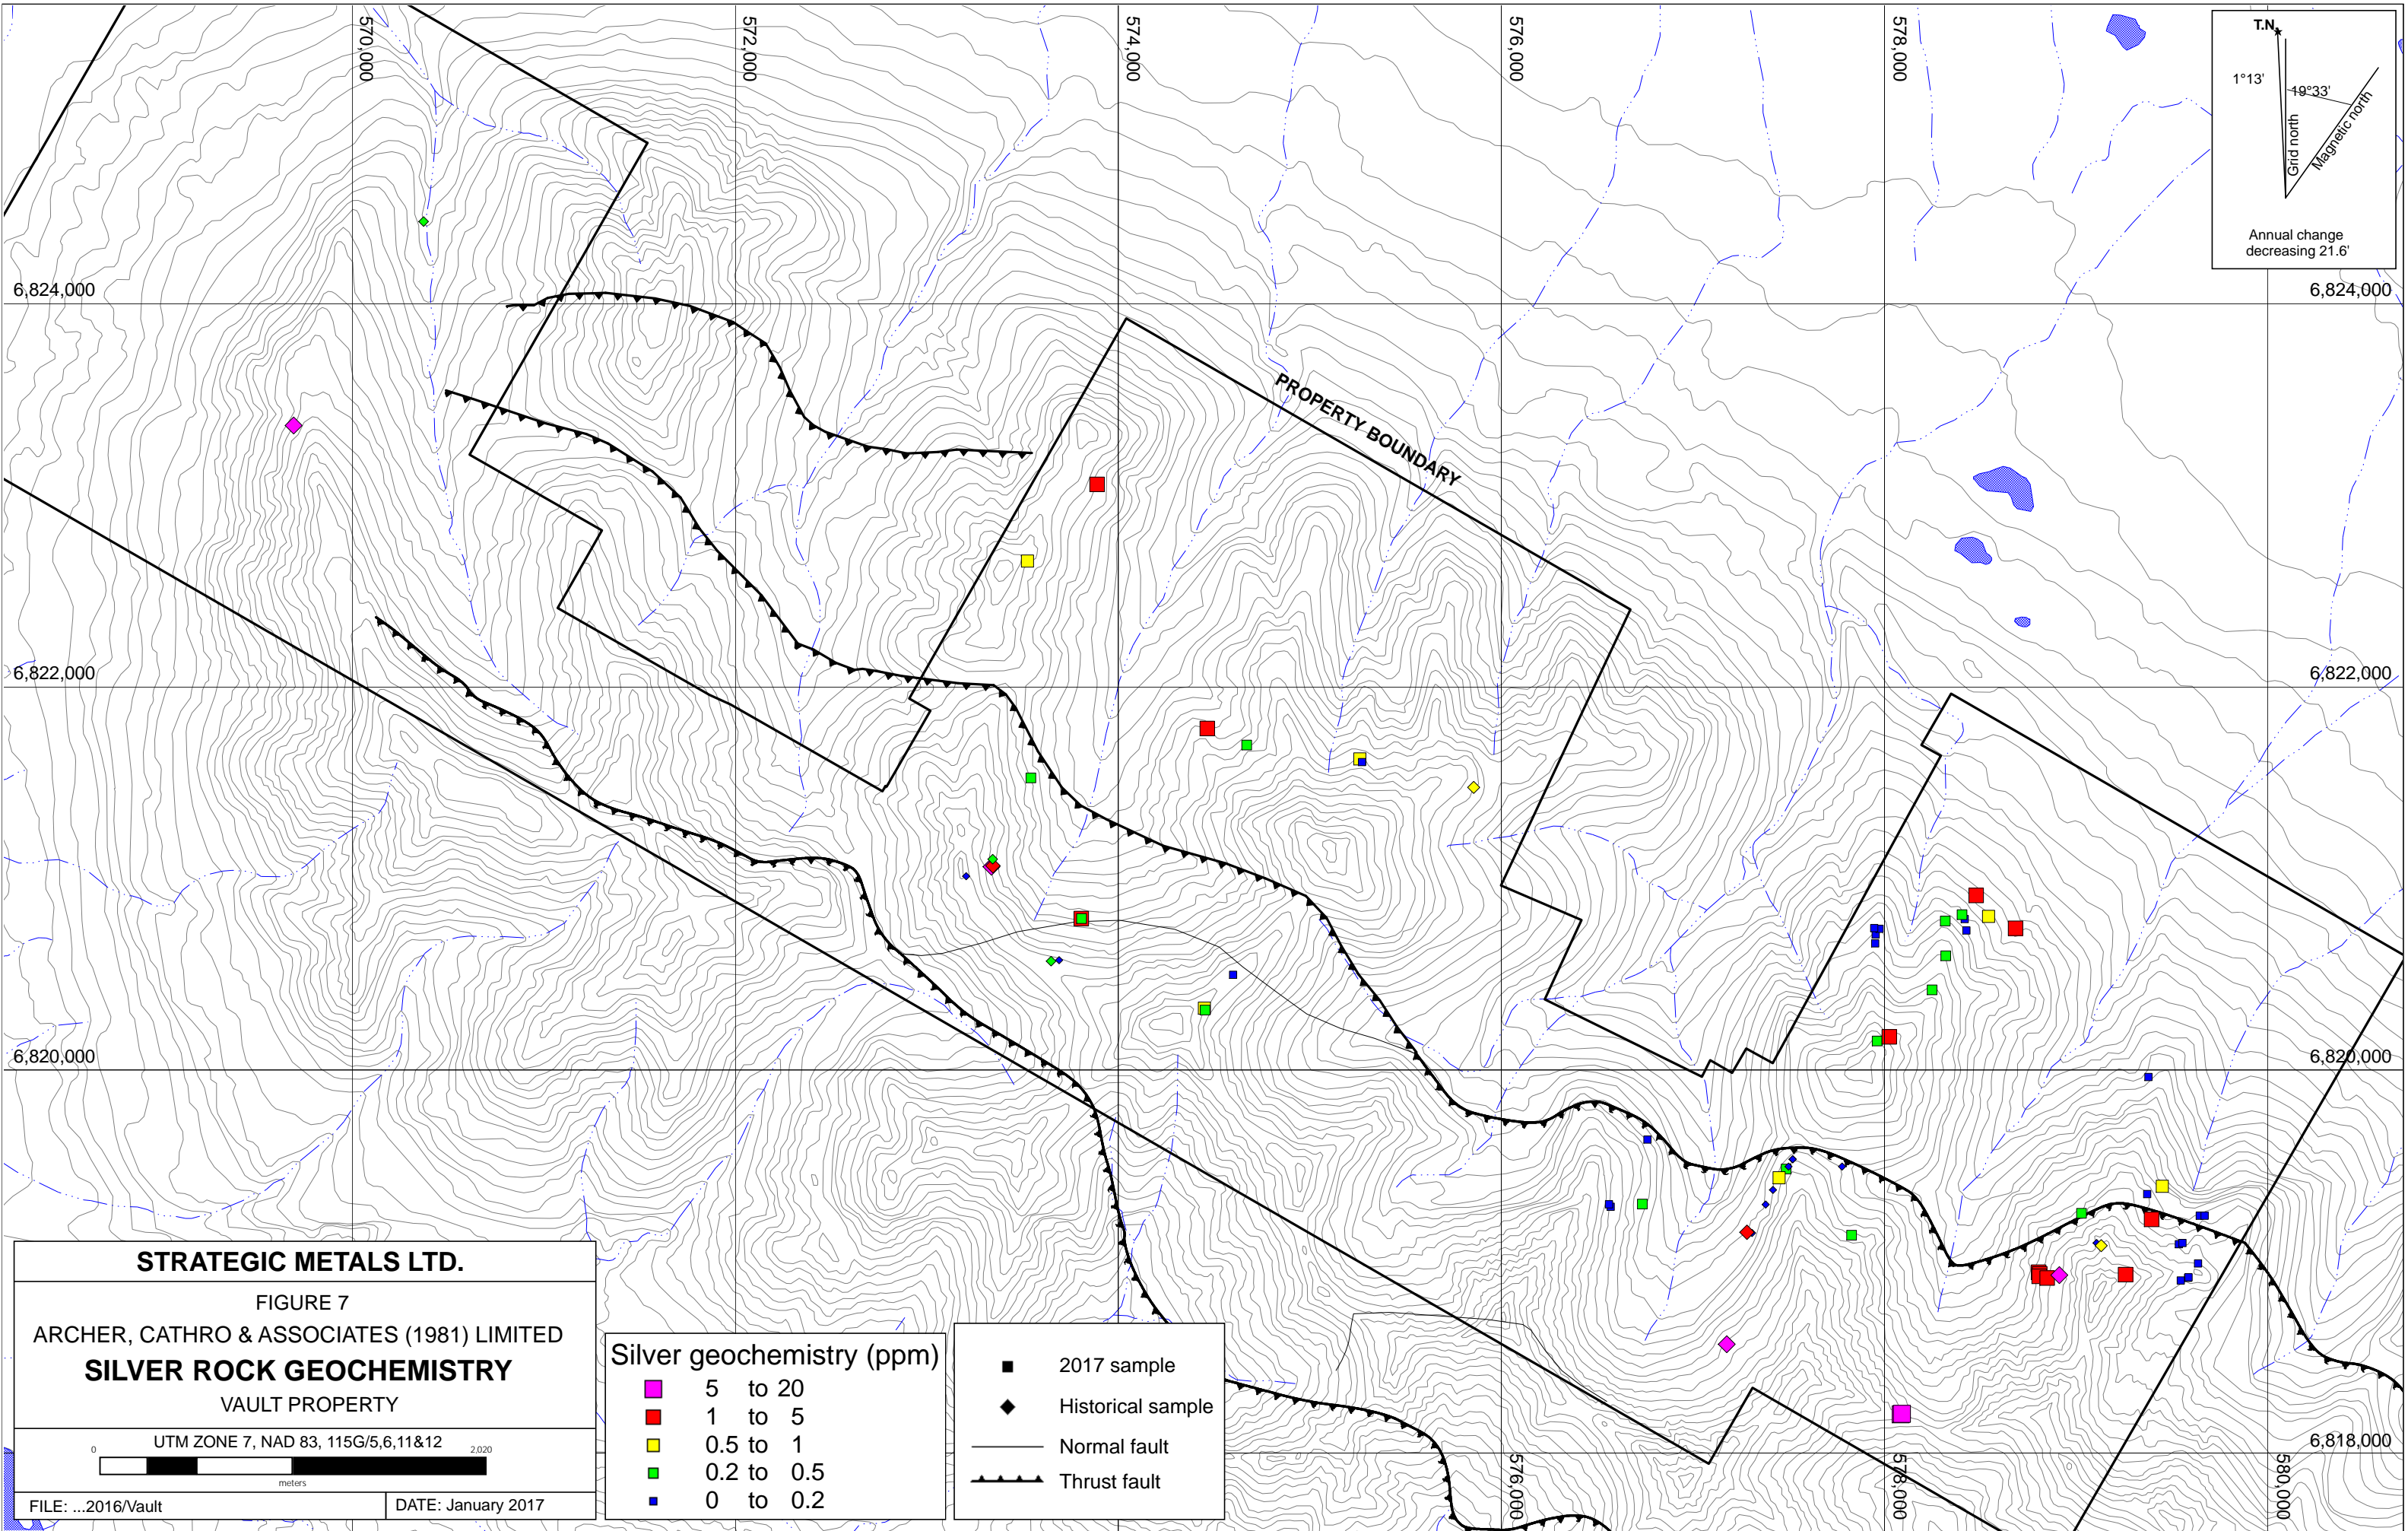 570,000
572,000
574,000
576,000
578,000
T.N.
1°13'
19°33'
Grid north
Magnetic north
Annual change
decreasing 21.6'
6,824,000
6,824,000
PROPERTY BOUNDARY
6,822,000
6,822,000
6,820,000
6,820,000
6,818,000
576,000
578,000
580,000
STRATEGIC METALS LTD.
FIGURE 7
ARCHER, CATHRO & ASSOCIATES (1981) LIMITED
SILVER ROCK GEOCHEMISTRY
VAULT PROPERTY
UTM ZONE 7, NAD 83, 115G/5,6,11&12
0 2,020
meters
FILE: ...2016/Vault
DATE: January 2017
Silver geochemistry (ppm)
5 to 20
1 to 5
0.5 to 1
0.2 to 0.5
0 to 0.2
2017 sample
Historical sample
Normal fault
Thrust fault